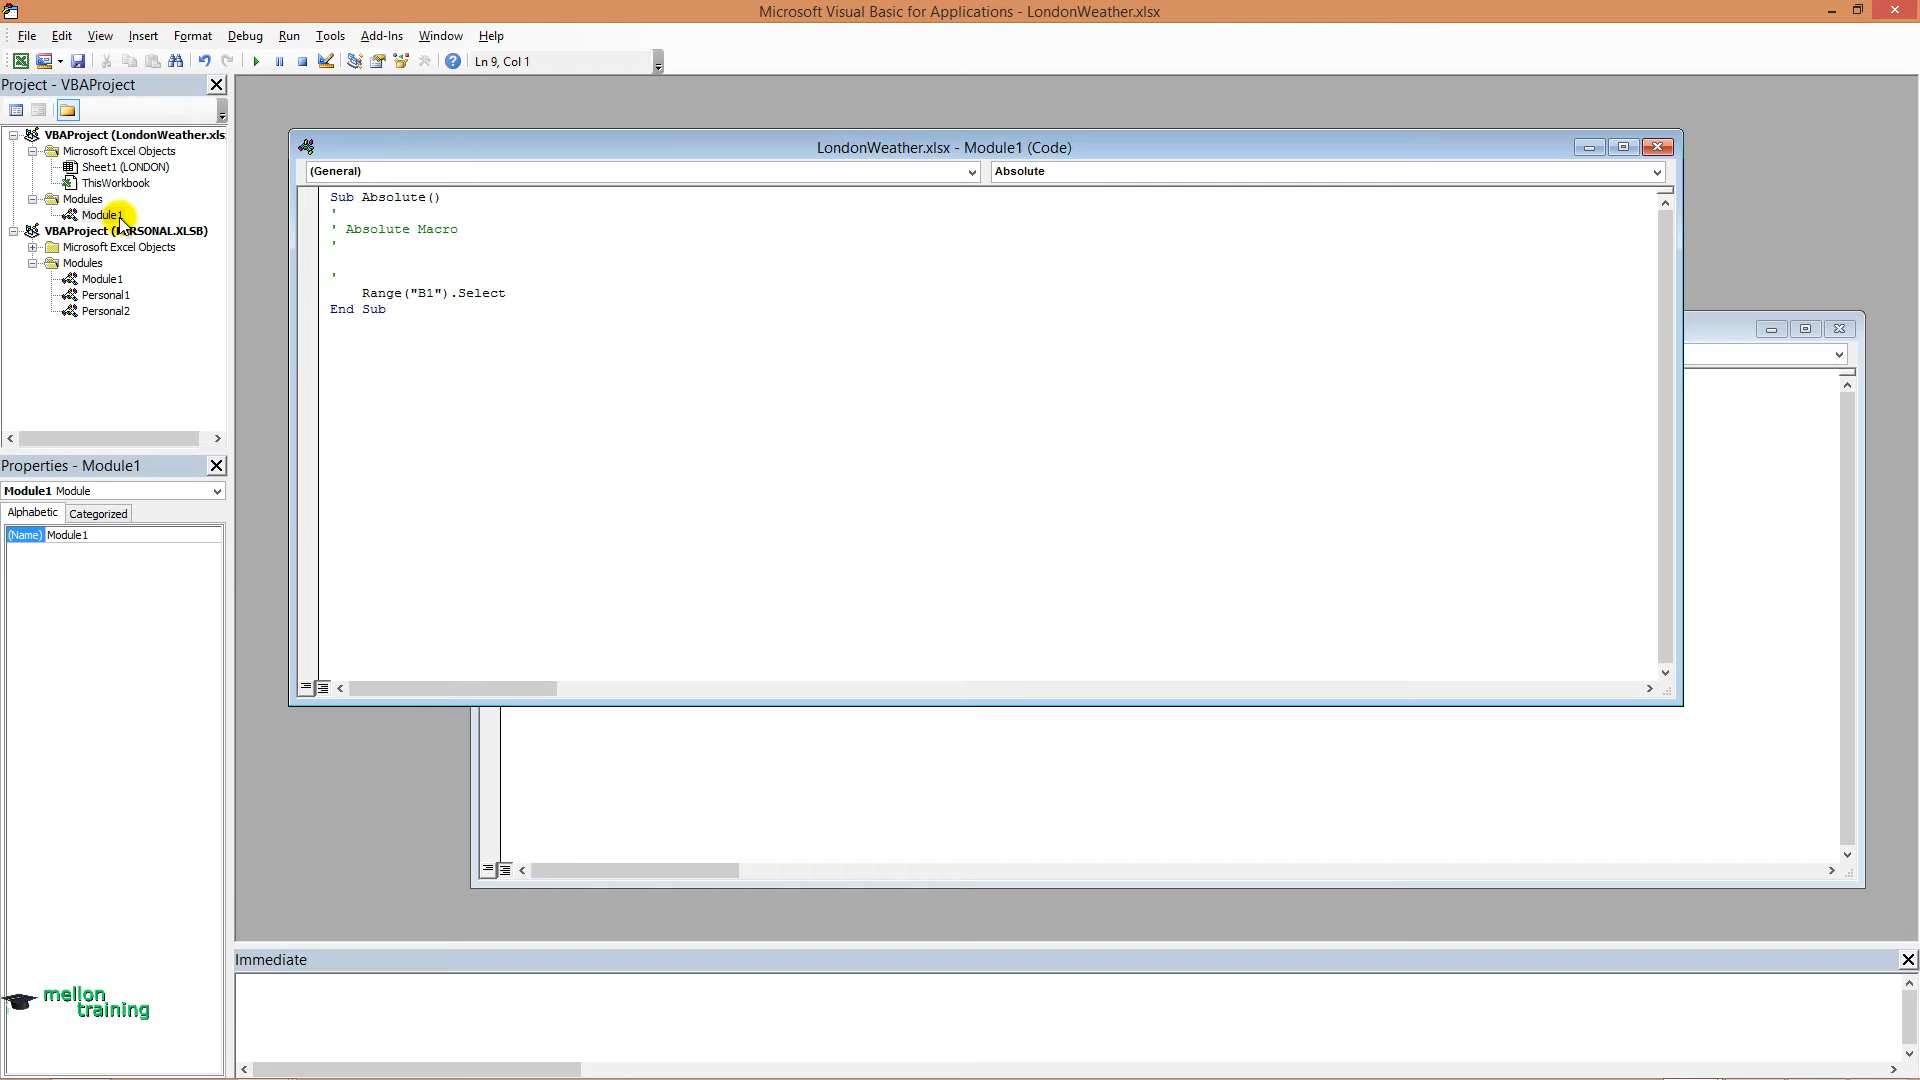 Microsoft Visual Basic for Applications - LondonWeather.xlsx
File Edit View Insert Format Debug Run Tools Add-Ins Window Help
Ln 9, Col 1
Project - VBAProject
VBAProject (LondonWeather.xls
Microsoft Excel Objects
Sheet1 (LONDON)
ThisWorkbook
Modules
Module1
VBAProject (PERSONAL.XLSB)
Microsoft Excel Objects
Modules
Module1
Personal1
Personal2
Properties - Module1
Module1 Module
Alphabetic Categorized
(Name) Module1
mellon
training
LondonWeather.xlsx - Module1 (Code)
(General) Absolute
Sub Absolute()
'
' Absolute Macro
'
'
Range("B1").Select
End Sub
Immediate